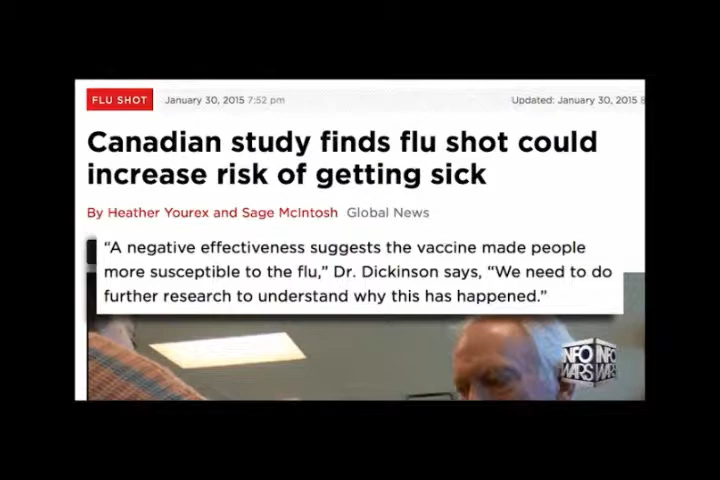 FLU SHOT January 30, 2015 7:52 pm Updated: January 30, 2015
Canadian study finds flu shot could
increase risk of getting sick
By Heather Yourex and Sage McIntosh Global News
“A negative effectiveness suggests the vaccine made people
more susceptible to the flu,” Dr. Dickinson says, “We need to do
further research to understand why this has happened.”
INFO INFO
WARS WARS